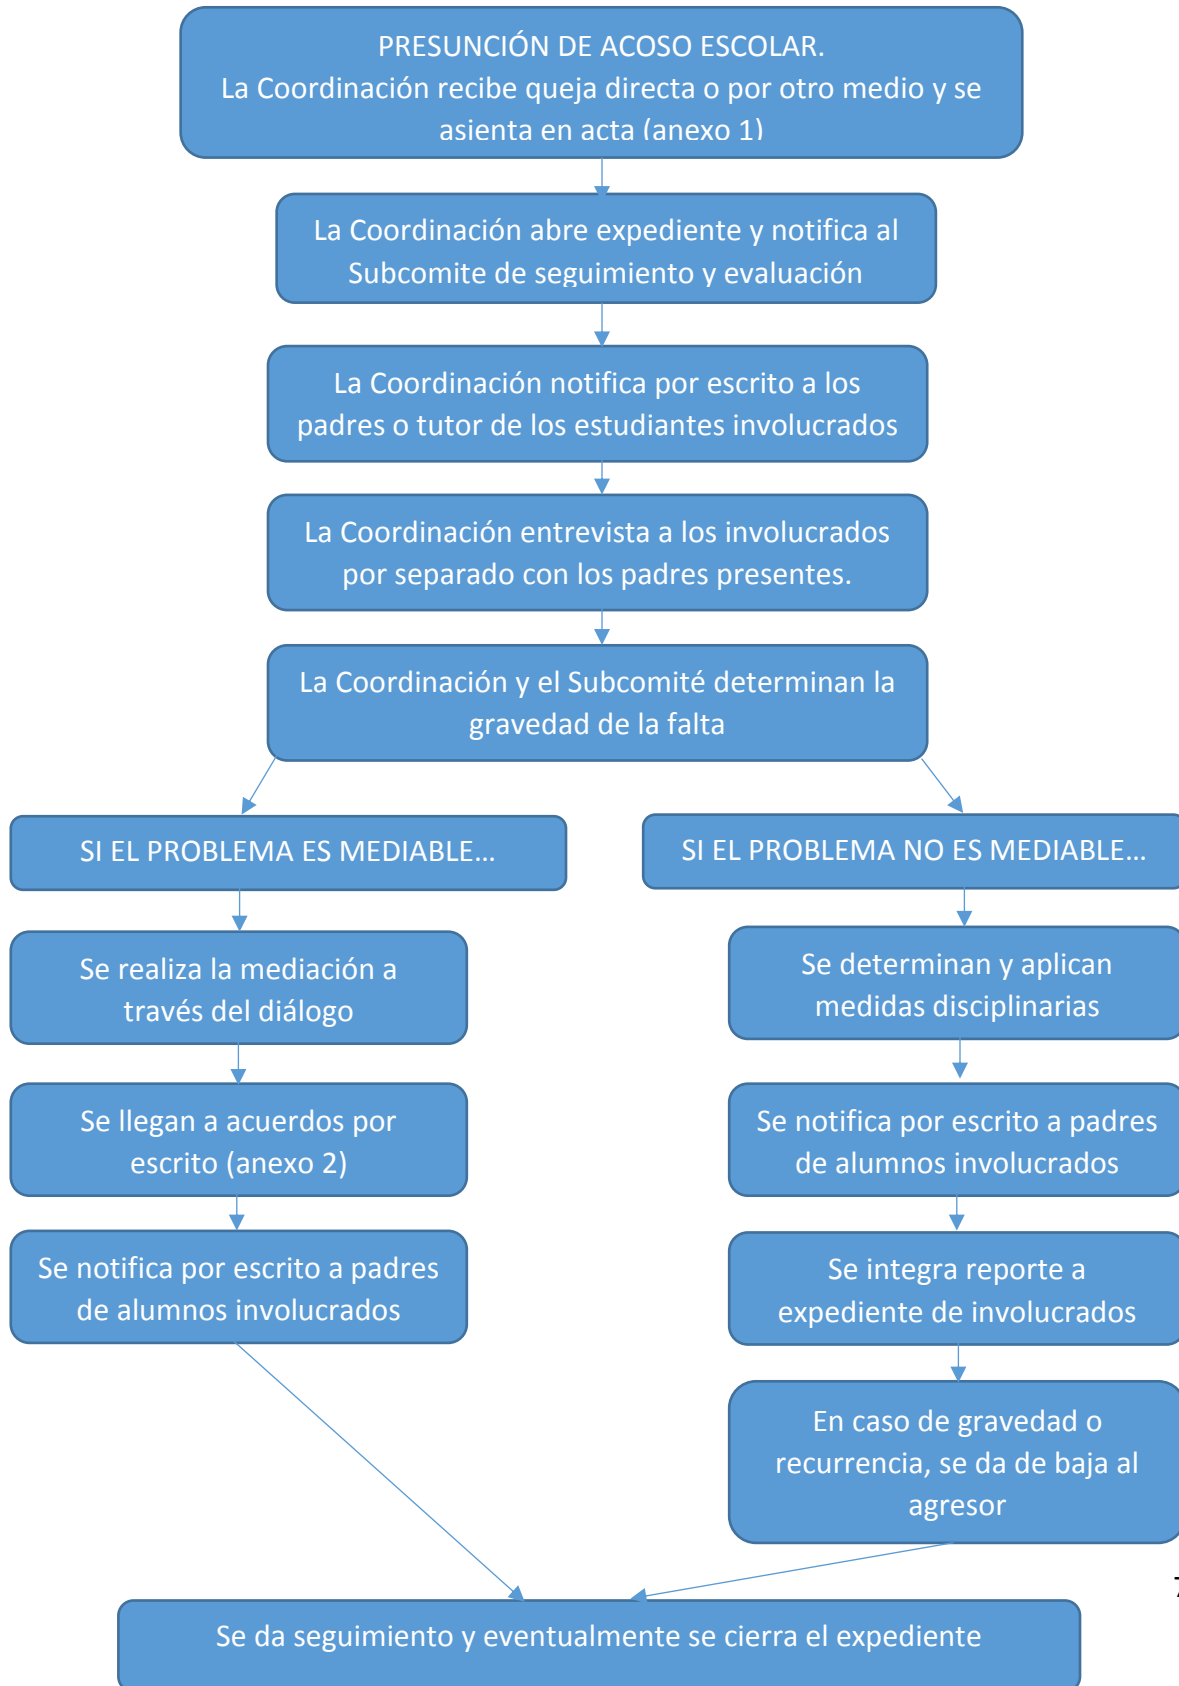 PRESUNCIÓN DE ACOSO ESCOLAR.
La Coordinación recibe queja directa o por otro medio y se
asienta en acta (anexo 1)
La Coordinación abre expediente y notifica al
Subcomite de seguimiento y evaluación
La Coordinación notifica por escrito a los
padres o tutor de los estudiantes involucrados
La Coordinación entrevista a los involucrados
por separado con los padres presentes.
La Coordinación y el Subcomité determinan la
gravedad de la falta
SI EL PROBLEMA ES MEDIABLE...
Se realiza la mediación a
través del diálogo
Se llegan a acuerdos por
escrito (anexo 2)
Se notifica por escrito a padres
de alumnos involucrados
SI EL PROBLEMA NO ES MEDIABLE...
Se determinan y aplican
medidas disciplinarias
Se notifica por escrito a padres
de alumnos involucrados
Se integra reporte a
expediente de involucrados
En caso de gravedad o
recurrencia, se da de baja al
agresor
7
Se da seguimiento y eventualmente se cierra el expediente